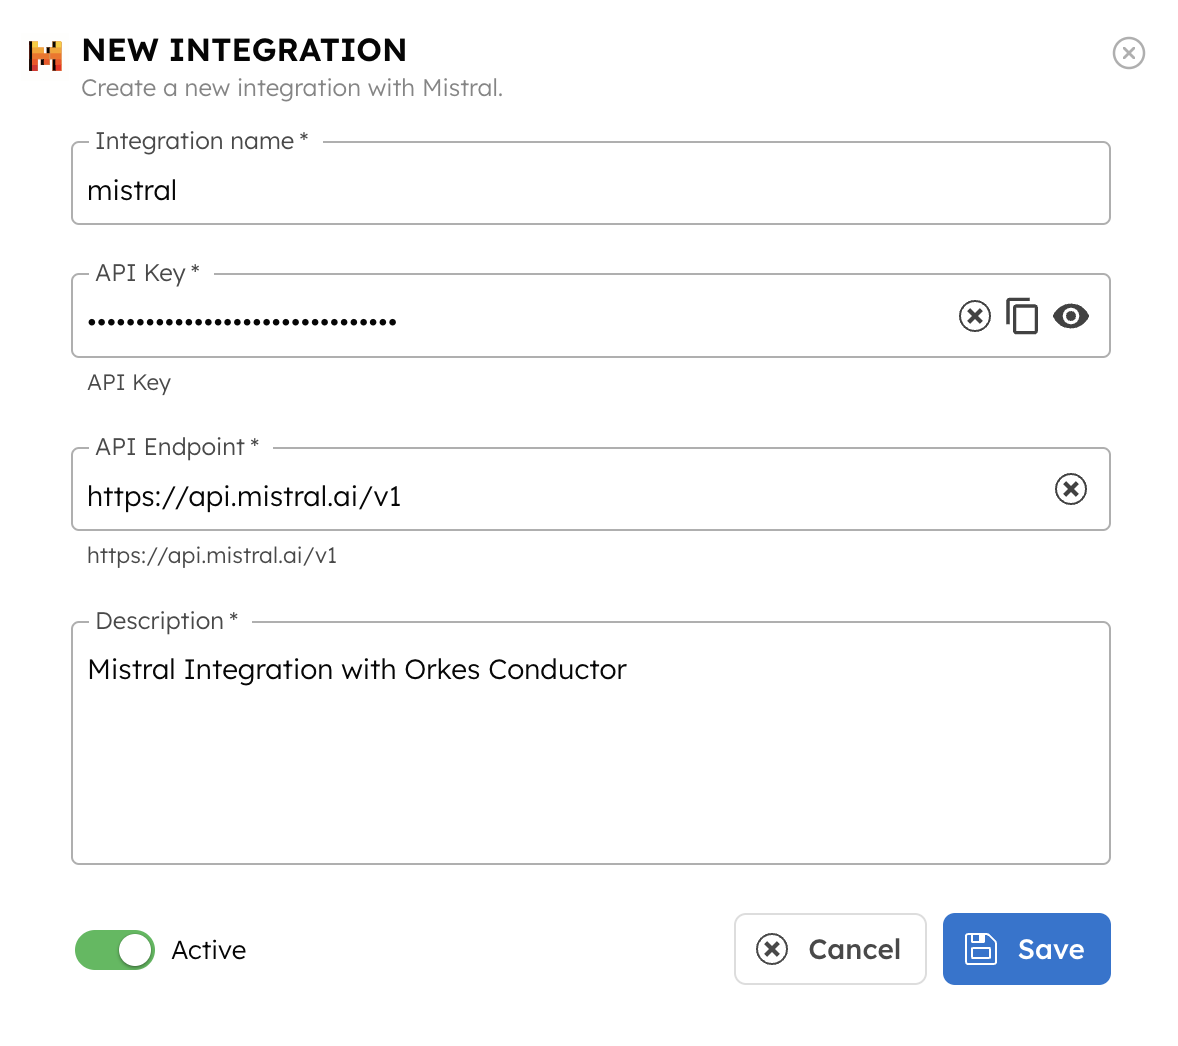 NEW INTEGRATION
Create a new integration with Mistral.
Integration name *
mistral
API Key *
••••••••••••••••••••••••••••••••
API Key
API Endpoint *
https://api.mistral.ai/v1
https://api.mistral.ai/v1
Description *
Mistral Integration with Orkes Conductor
Active
Cancel
Save